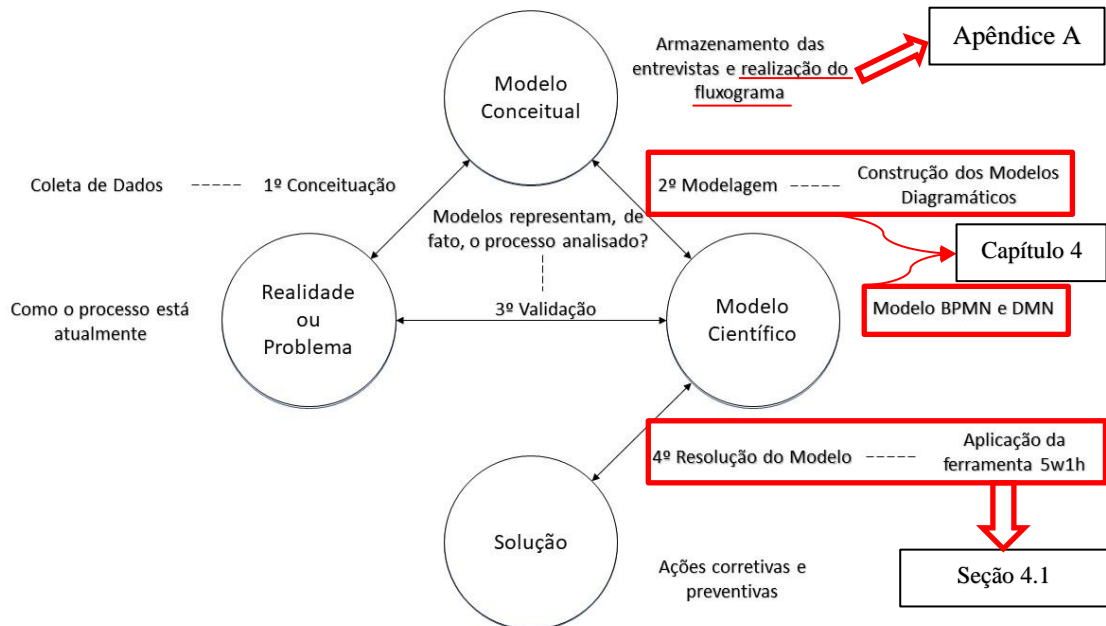 Modelo
Conceitual
Armazenamento das
entrevistas e realização do
fluxograma
Apêndice A
Coleta de Dados ----- 1º Conceituação
2º Modelagem ----- Construção dos Modelos
Diagramáticos
Modelos representam, de
fato, o processo analisado?
Capítulo 4
Como o processo está
atualmente
Realidade
ou
Problema
3º Validação
Modelo
Científico
Modelo BPMN e DMN
4º Resolução do Modelo ----- Aplicação da
ferramenta 5w1h
Solução
Ações corretivas e
preventivas
Seção 4.1